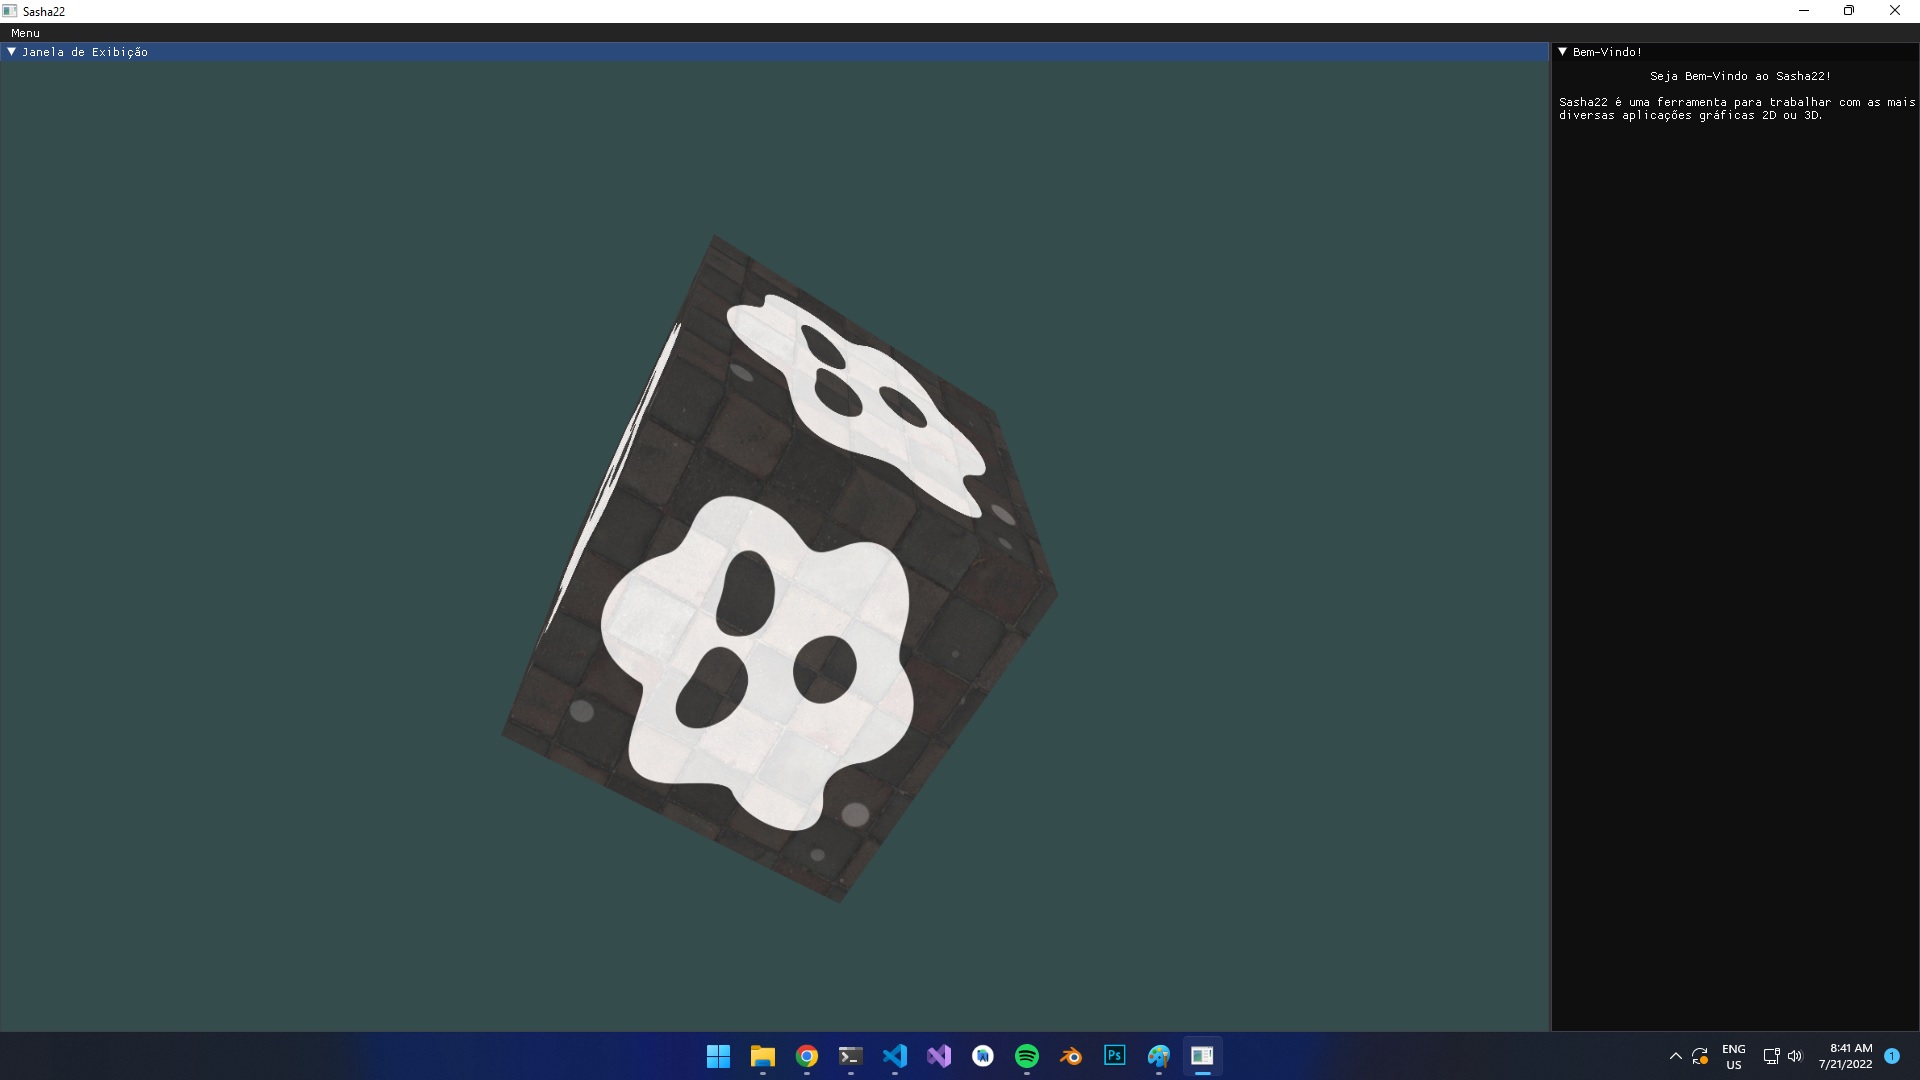 Sasha22
Menu
Janela de Exibição
Bem-Vindo!
Seja Bem-Vindo ao Sasha22!
Sasha22 é uma ferramenta para trabalhar com as mais
diversas aplicações gráficas 2D ou 3D.
Ps
ENG
US
8:41 AM
7/21/2022
1